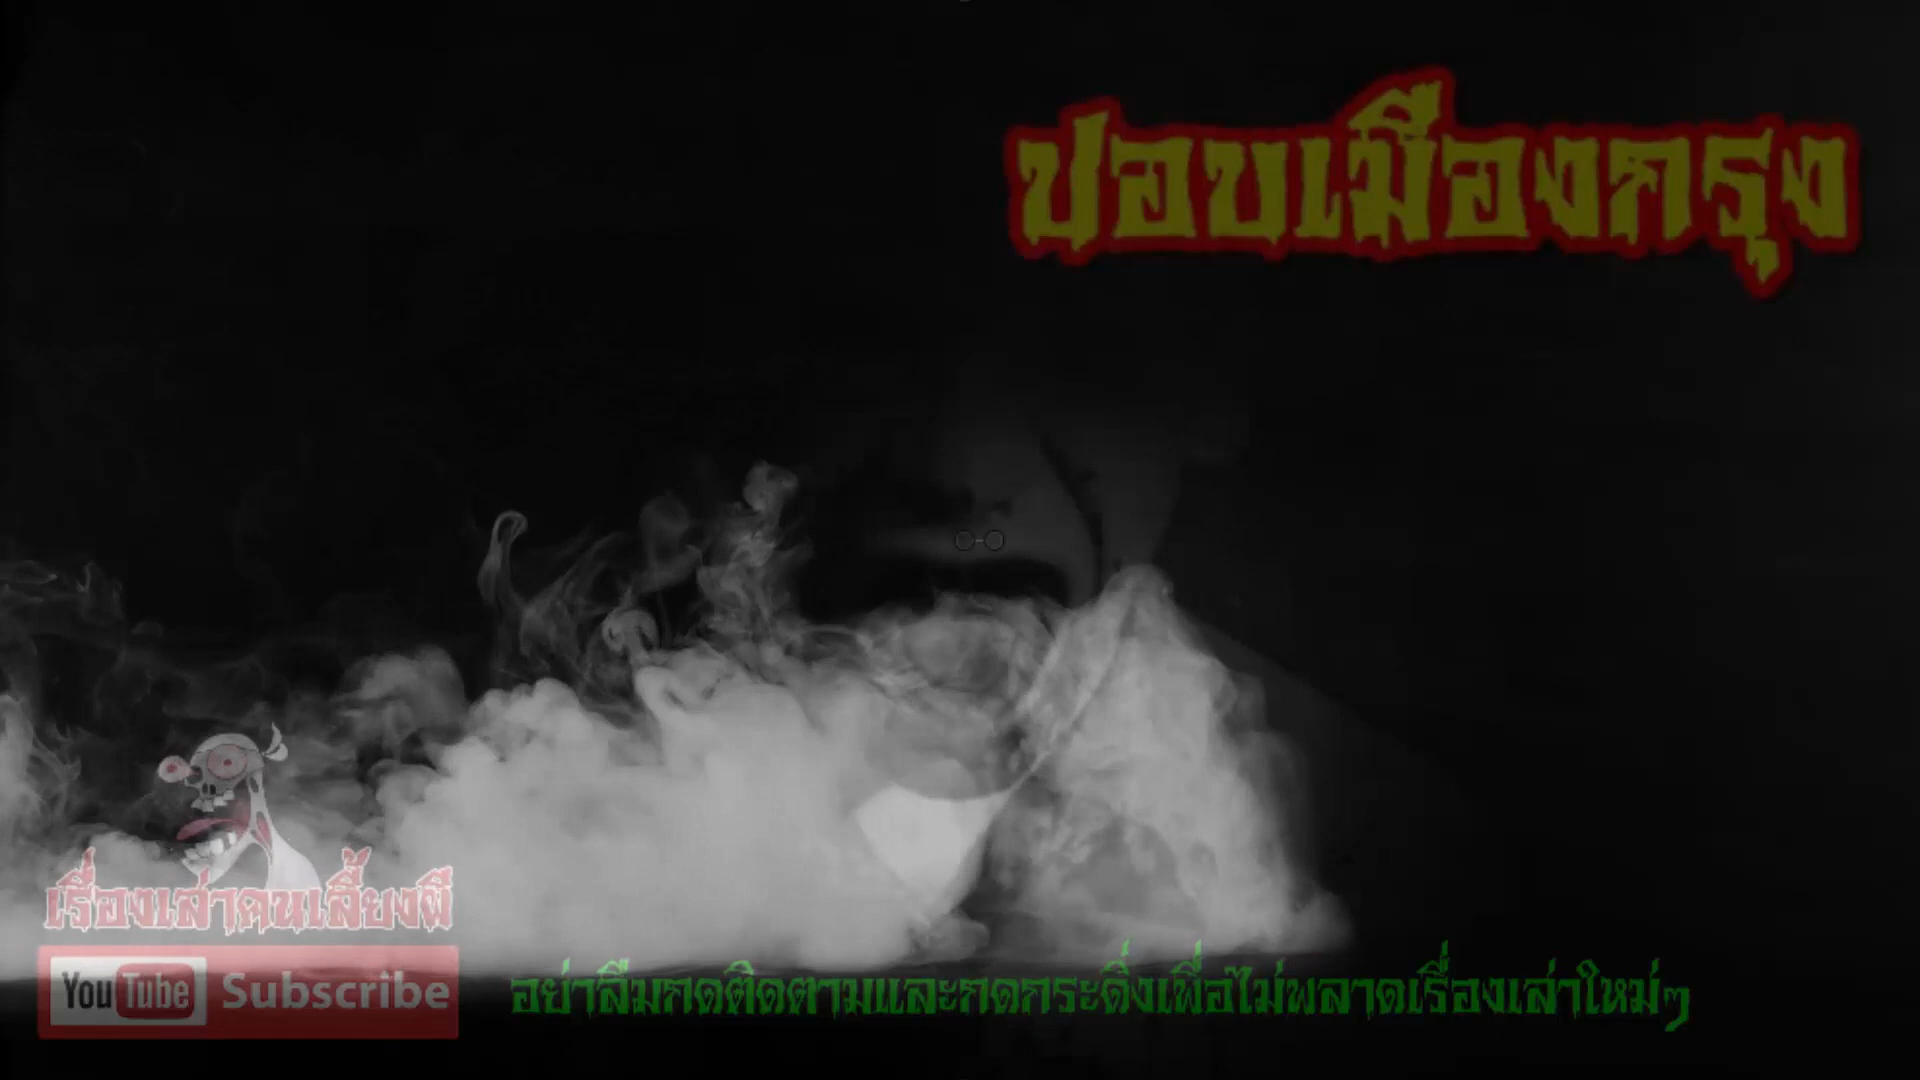 ปอบเมืองกรุง
เรื่องเล่าคนเลี้ยงผี
YouTube Subscribe
อย่าลืมกดติดตามและกดกระดิ่งเพื่อไม่พลาดเรื่องเล่าใหม่ๆ